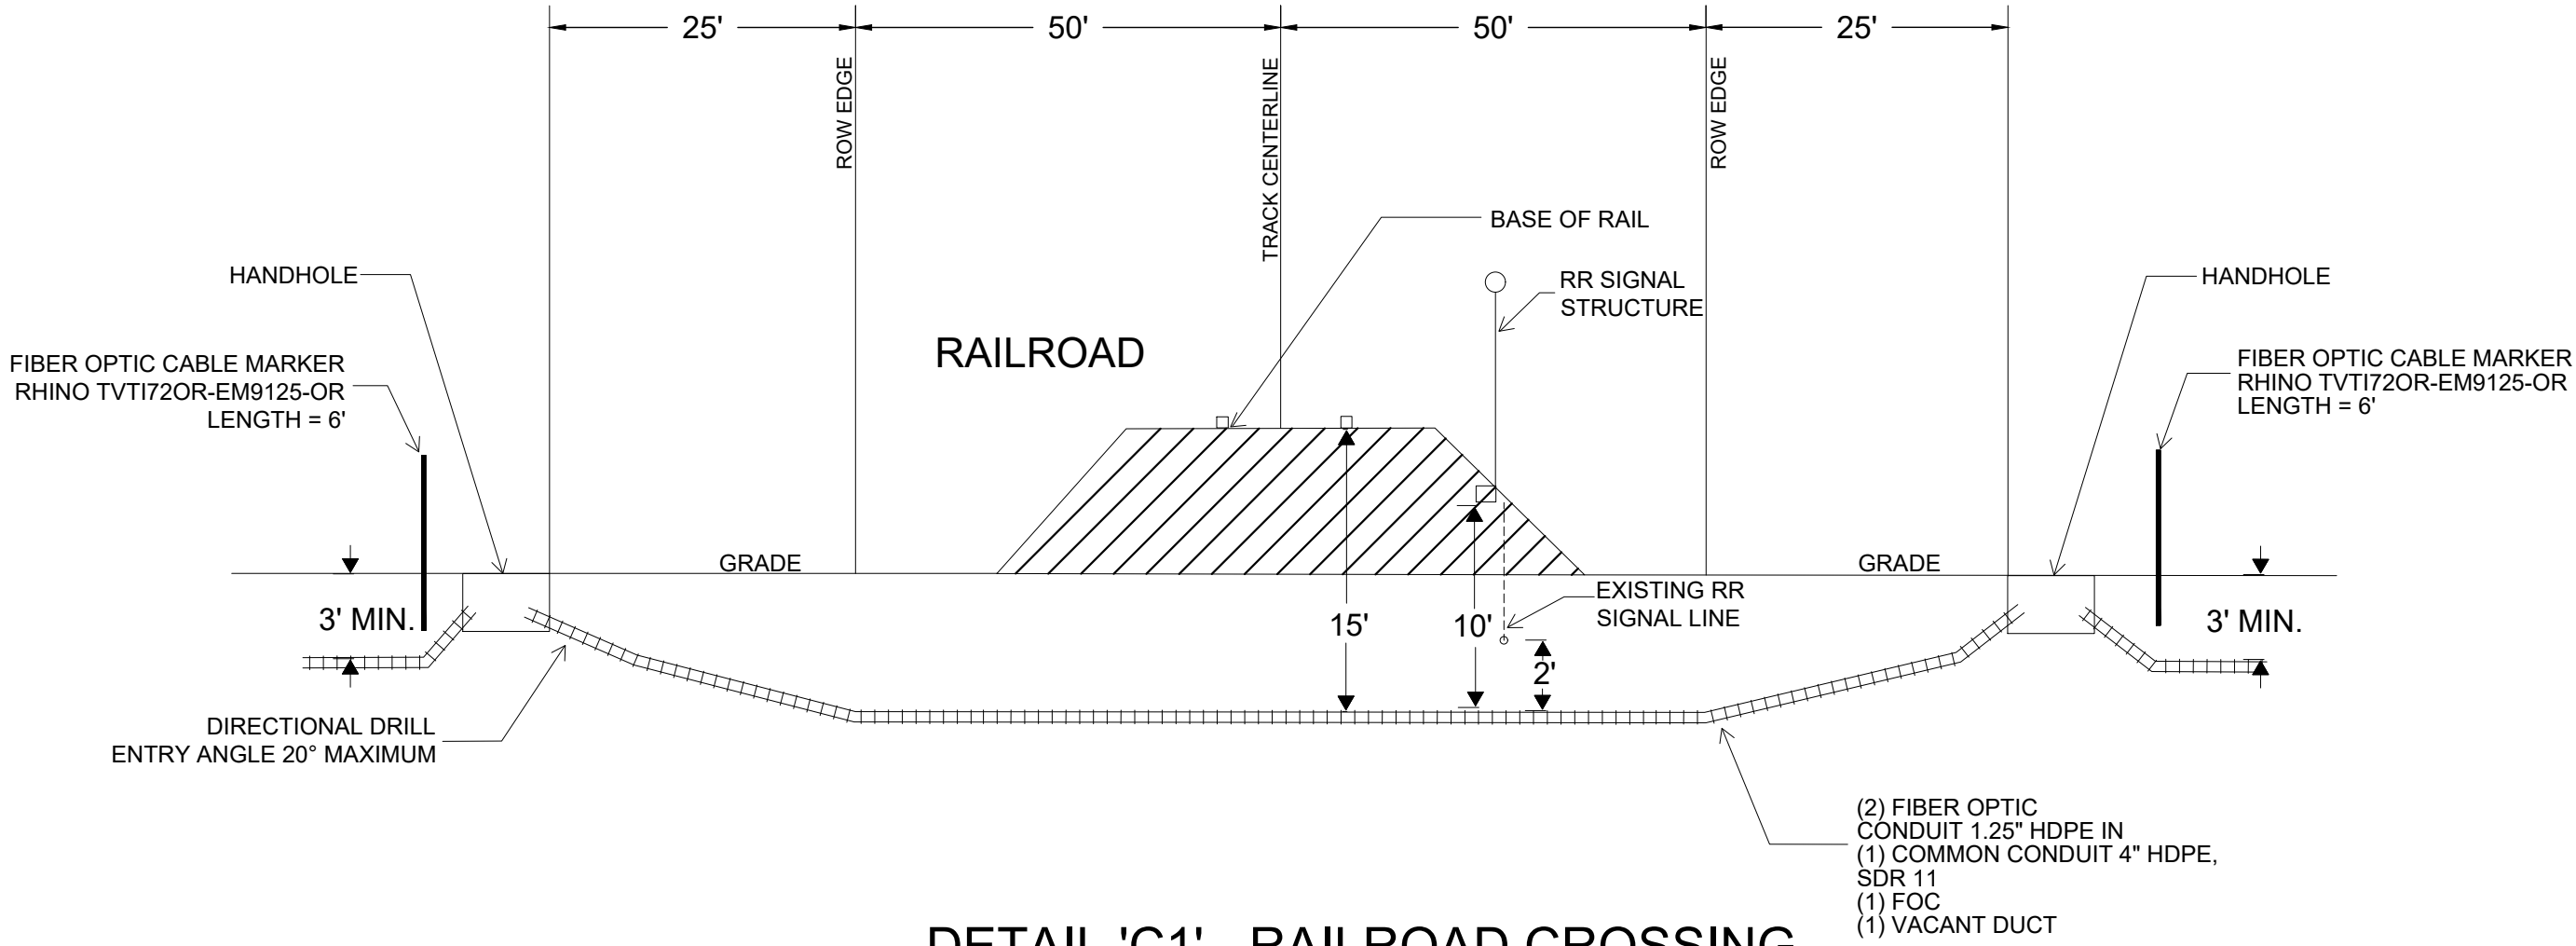 25'
50'
50'
25'
ROW EDGE
TRACK CENTERLINE
ROW EDGE
BASE OF RAIL
HANDHOLE
RR SIGNAL
STRUCTURE
HANDHOLE
RAILROAD
FIBER OPTIC CABLE MARKER
RHINO TVTI72OR-EM9125-OR
LENGTH = 6'
FIBER OPTIC CABLE MARKER
RHINO TVTI72OR-EM9125-OR
LENGTH = 6'
GRADE
GRADE
3' MIN.
15'
10'
EXISTING RR
SIGNAL LINE
3' MIN.
2'
DIRECTIONAL DRILL
ENTRY ANGLE 20° MAXIMUM
(2) FIBER OPTIC
CONDUIT 1.25" HDPE IN
(1) COMMON CONDUIT 4" HDPE,
SDR 11
(1) FOC
(1) VACANT DUCT
DETAIL 'C1' - RAILROAD CROSSING